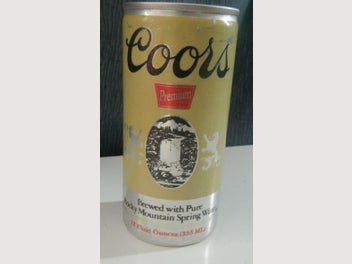 Coors
Premium
Brewed with Pure
Rocky Mountain Spring Water
12 Fluid Ounces (355 ML)